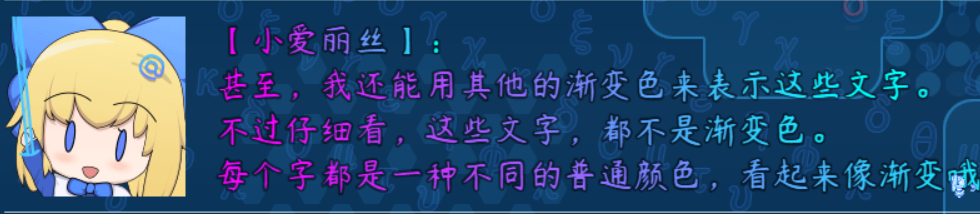 【小爱丽丝】：
甚至，我还能用其他的渐变色来表示这些文字。
不过仔细看，这些文字，都不是渐变色。
每个字都是一种不同的普通颜色，看起来像渐变哦